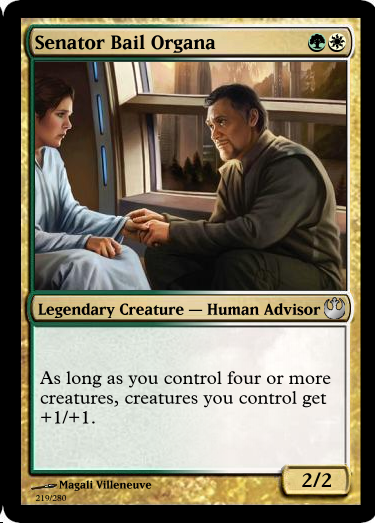 Senator Bail Organa
Legendary Creature — Human Advisor
As long as you control four or more
creatures, creatures you control get
+1/+1.
2/2
Magali Villeneuve
219/280